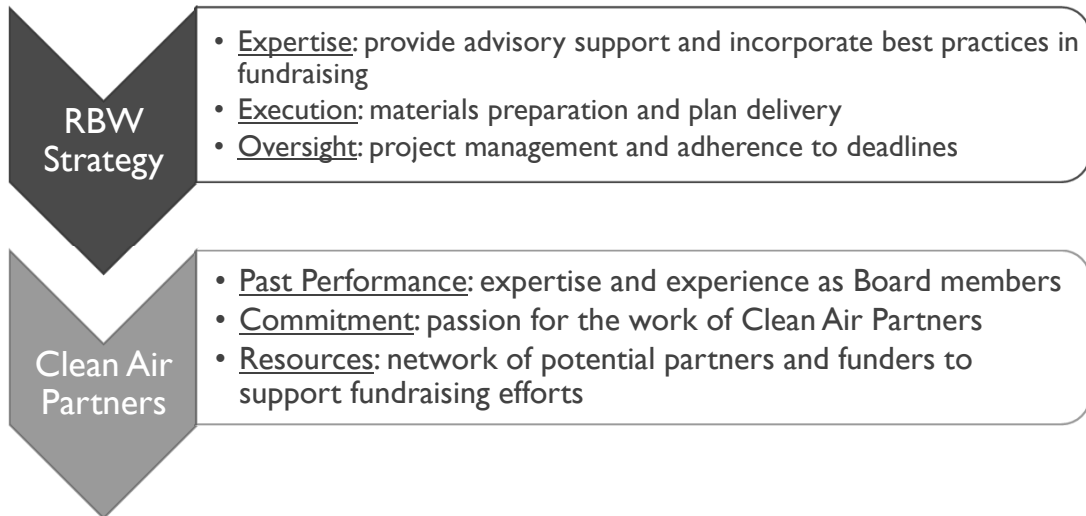 RBW
Strategy
• Expertise: provide advisory support and incorporate best practices in
fundraising
• Execution: materials preparation and plan delivery
• Oversight: project management and adherence to deadlines
Clean Air
Partners
• Past Performance: expertise and experience as Board members
• Commitment: passion for the work of Clean Air Partners
• Resources: network of potential partners and funders to
support fundraising efforts